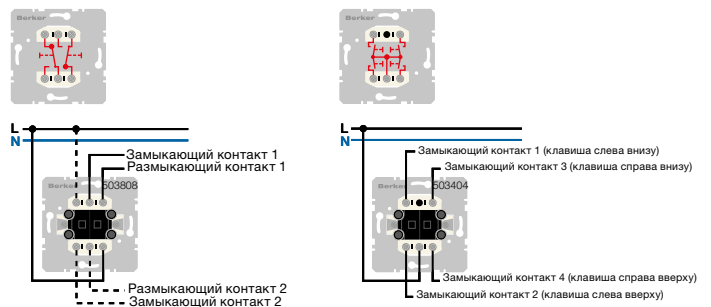 Berker
Berker
L
N
Замыкающий контакт 1
Размыкающий контакт 1
Berker 503808
Размыкающий контакт 2
Замыкающий контакт 2
L
N
Замыкающий контакт 1 (клавиша слева внизу)
Замыкающий контакт 3 (клавиша справа внизу)
Berker 503404
Замыкающий контакт 4 (клавиша справа вверху)
Замыкающий контакт 2 (клавиша слева вверху)